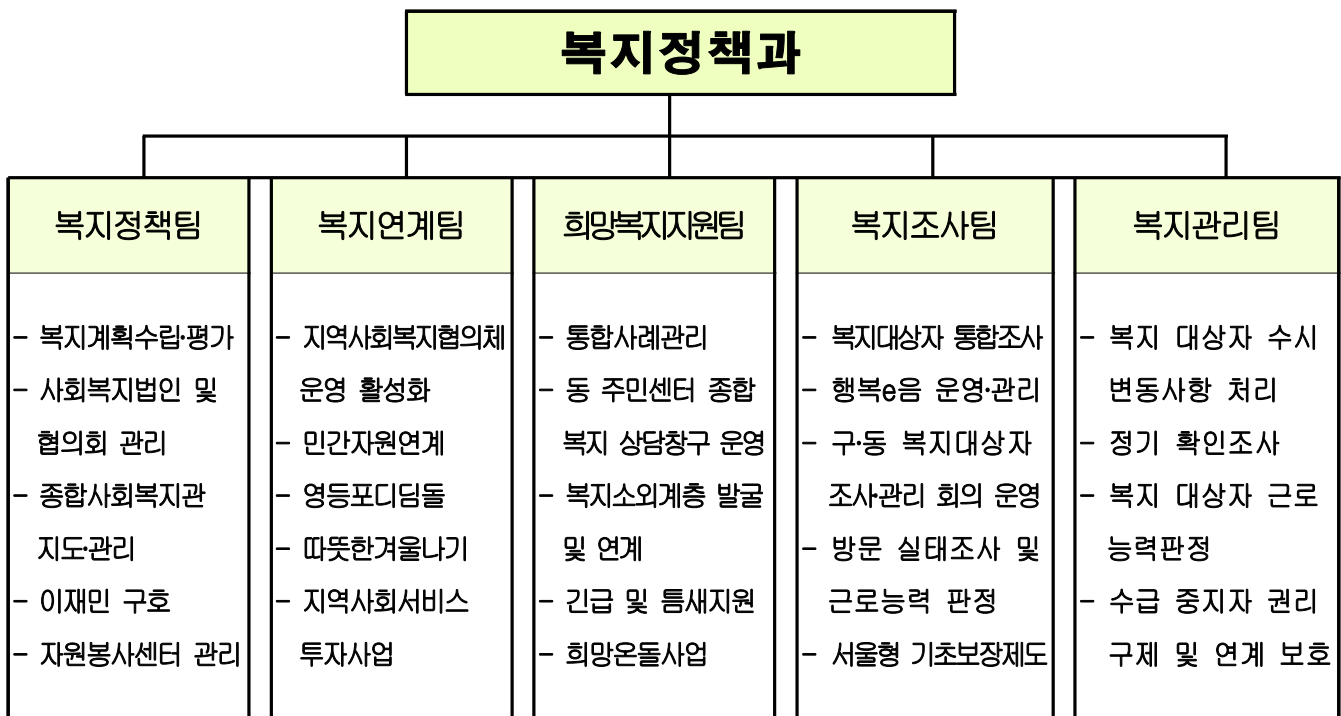 복지정책과
복지정책팀
- 복지계획수립·평가
- 사회복지법인 및
협의회 관리
- 종합사회복지관
지도·관리
- 이재민 구호
- 자원봉사센터 관리
복지연계팀
- 지역사회복지협의체
운영 활성화
- 민간자원연계
- 영등포디딤돌
- 따뜻한겨울나기
- 지역사회서비스
투자사업
희망복지지원팀
- 통합사례관리
- 동 주민센터 종합
복지 상담창구 운영
- 복지소외계층 발굴
및 연계
- 긴급 및 틈새지원
- 희망온돌사업
복지조사팀
- 복지대상자 통합조사
- 행복e음 운영·관리
- 구·동 복지대상자
조사·관리 회의 운영
- 방문 실태조사 및
근로능력 판정
- 서울형 기초보장제도
복지관리팀
- 복지 대상자 수시
변동사항 처리
- 정기 확인조사
- 복지 대상자 근로
능력판정
- 수급 중지자 권리
구제 및 연계 보호